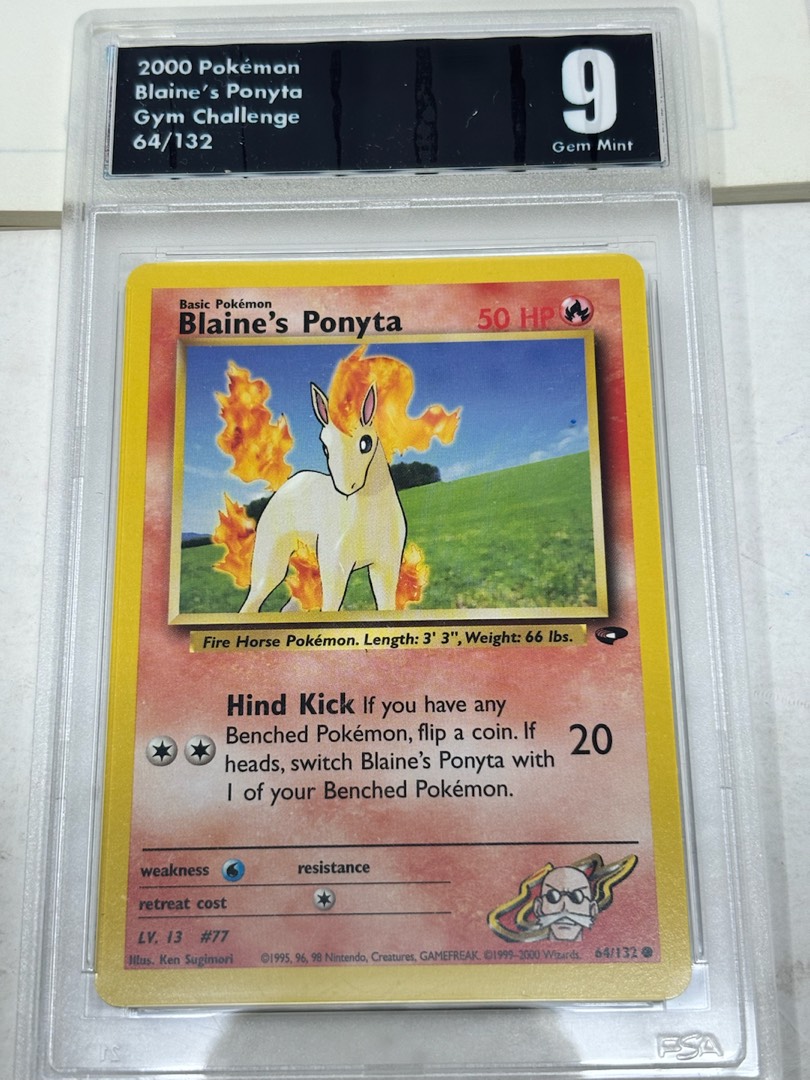 2000 Pokémon
Blaine's Ponyta
Gym Challenge
64/132
9
Gem Mint
Basic Pokémon
Blaine's Ponyta
50 HP
Fire Horse Pokémon. Length: 3' 3", Weight: 66 lbs.
Hind Kick If you have any
Benched Pokémon, flip a coin. If
heads, switch Blaine's Ponyta with
1 of your Benched Pokémon.
20
weakness
resistance
retreat cost
LV. 13 #77
Illus. Ken Sugimori
©1995, 96, 98 Nintendo, Creatures, GAMEFREAK. ©1999-2000 Wizards.
64/132
PSA